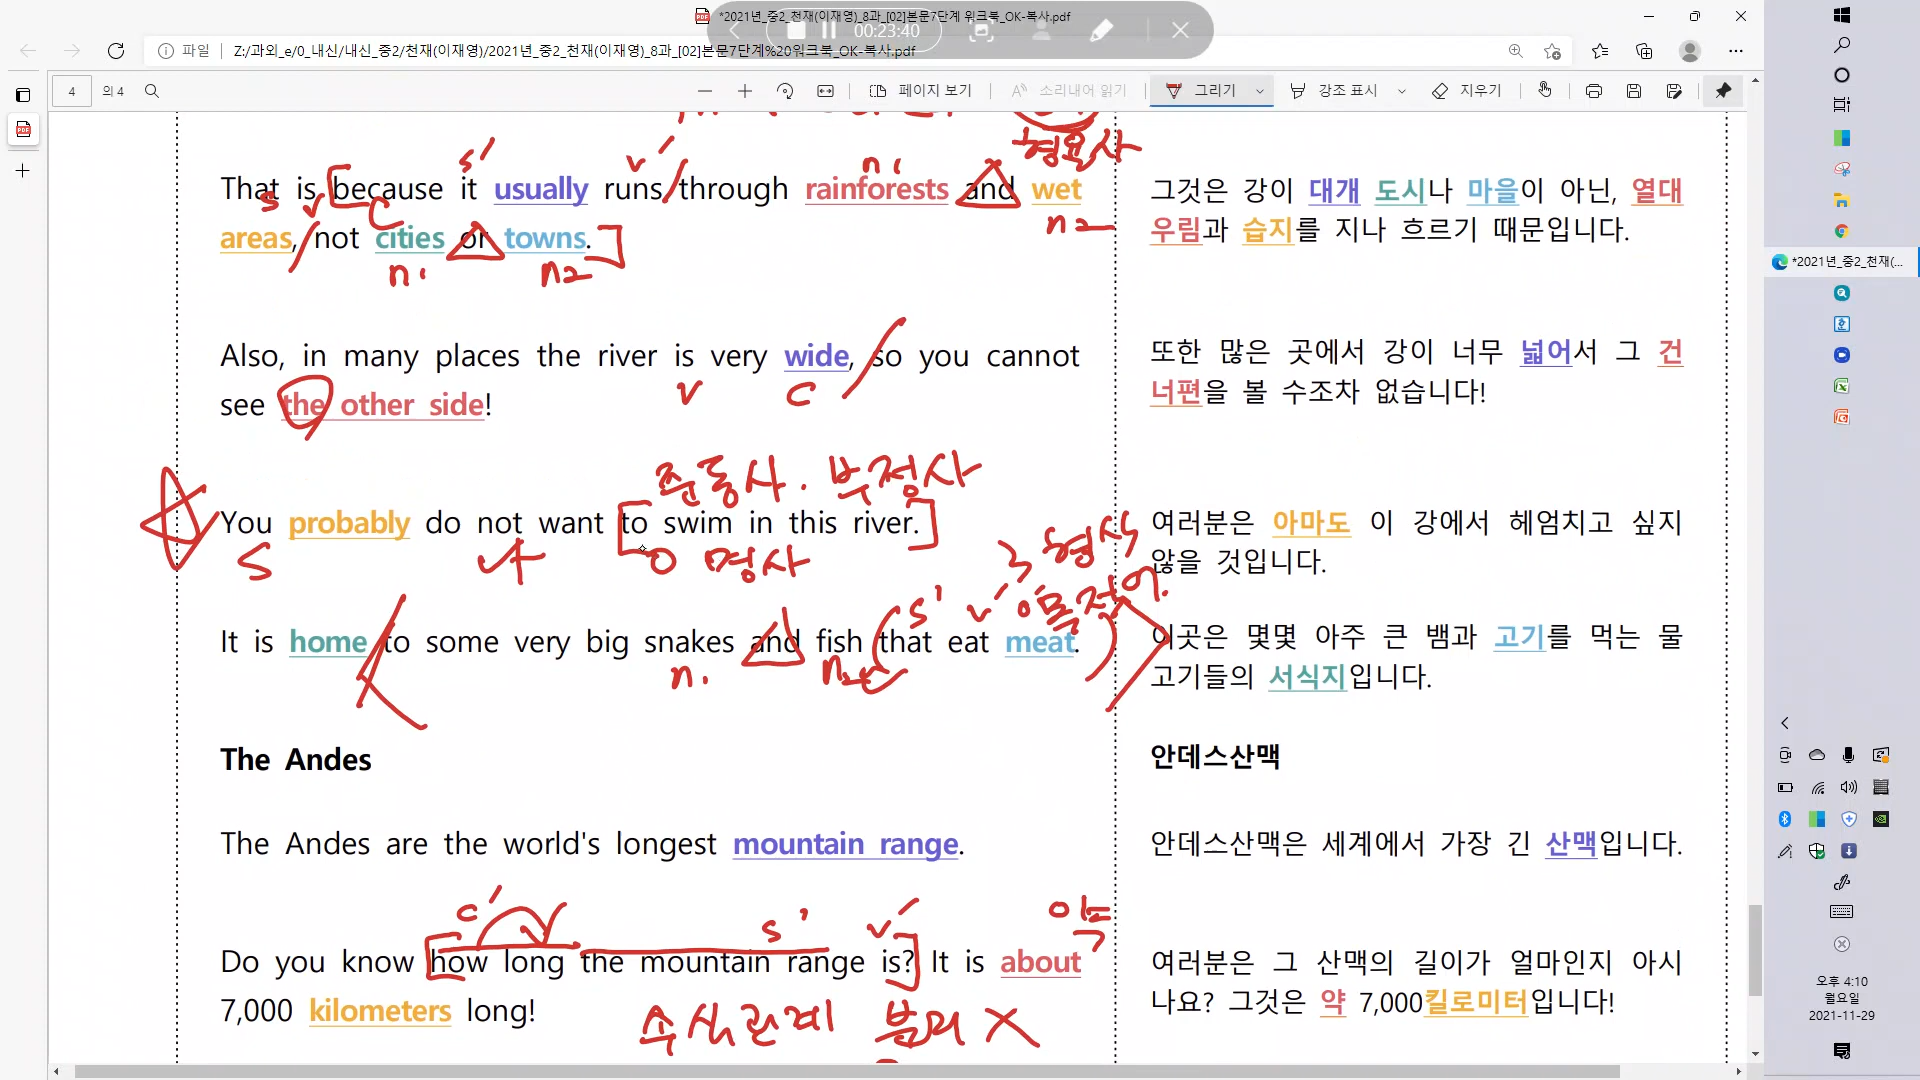 *2021년_중2_천재(이재영)_8과_[02]본문7단계 워크북_OK-복사.pdf
00:23:40
파일
Z:/과외_e/0_내신/내신_중2/천재(이재영)/2021년_중2_천재(이재영)_8과_[02]본문7단계%20워크북_OK-복사.pdf
4 의 4
페이지 보기
소리내어 읽기
그리기
강조 표시
지우기
형용사
s' v' n1
That is because it usually runs through rainforests and wet
s v c n2
areas, not cities or towns.
n1 n2
그것은 강이 대개 도시나 마을이 아닌, 열대
우림과 습지를 지나 흐르기 때문입니다.
Also, in many places the river is very wide, so you cannot
v c
see the other side!
또한 많은 곳에서 강이 너무 넓어서 그 건
너편을 볼 수조차 없습니다!
준동사. 부정사
You probably do not want to swim in this river.
s v o 명사 3형식
여러분은 아마도 이 강에서 헤엄치고 싶지
않을 것입니다.
s' v' o' 목적어.
It is home to some very big snakes and fish that eat meat.
n1 n2
이곳은 몇몇 아주 큰 뱀과 고기를 먹는 물
고기들의 서식지입니다.
The Andes
안데스산맥
The Andes are the world's longest mountain range.
안데스산맥은 세계에서 가장 긴 산맥입니다.
c' s' v'
Do you know how long the mountain range is? It is about
7,000 kilometers long!
여러분은 그 산맥의 길이가 얼마인지 아시
나요? 그것은 약 7,000킬로미터입니다!
분리 X
*2021년_중2_천재(...
오후 4:10
월요일
2021-11-29